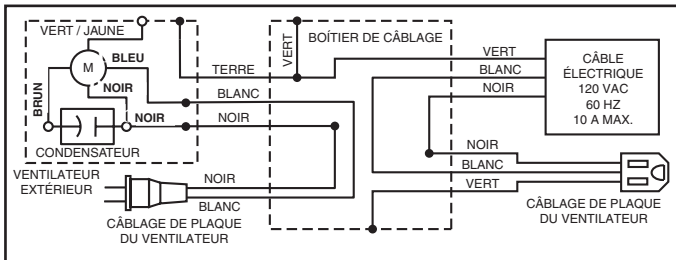 VERT / JAUNE
BLEU
M
NOIR
BRUN
NOIR
CONDENSATEUR
VENTILATEUR
EXTÉRIEUR
TERRE
BLANC
NOIR
VERT
BOÎTIER DE CÂBLAGE
VERT
BLANC
NOIR
CÂBLE
ÉLECTRIQUE
120 VAC
60 HZ
10 A MAX.
NOIR
BLANC
CÂBLAGE DE PLAQUE
DU VENTILATEUR
NOIR
BLANC
VERT
CÂBLAGE DE PLAQUE
DU VENTILATEUR